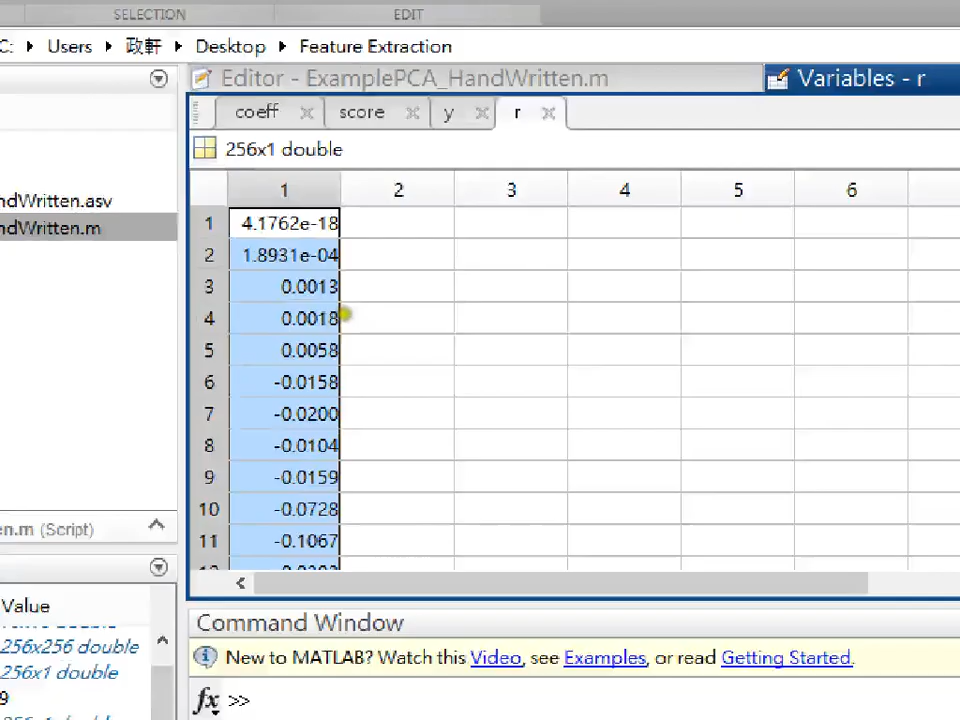 SELECTION EDIT
C: Users 政軒 Desktop Feature Extraction
Editor - ExamplePCA_HandWritten.m Variables - r
coeff score y r
256x1 double
1 2 3 4 5 6
1 4.1762e-18
2 1.8931e-04
3 0.0013
4 0.0018
5 0.0058
6 -0.0158
7 -0.0200
8 -0.0104
9 -0.0159
10 -0.0728
11 -0.1067
ndWritten.asv
ndWritten.m
en.m (Script)
Value
256x256 double
256x1 double
9
Command Window
New to MATLAB? Watch this Video, see Examples, or read Getting Started.
fx >>